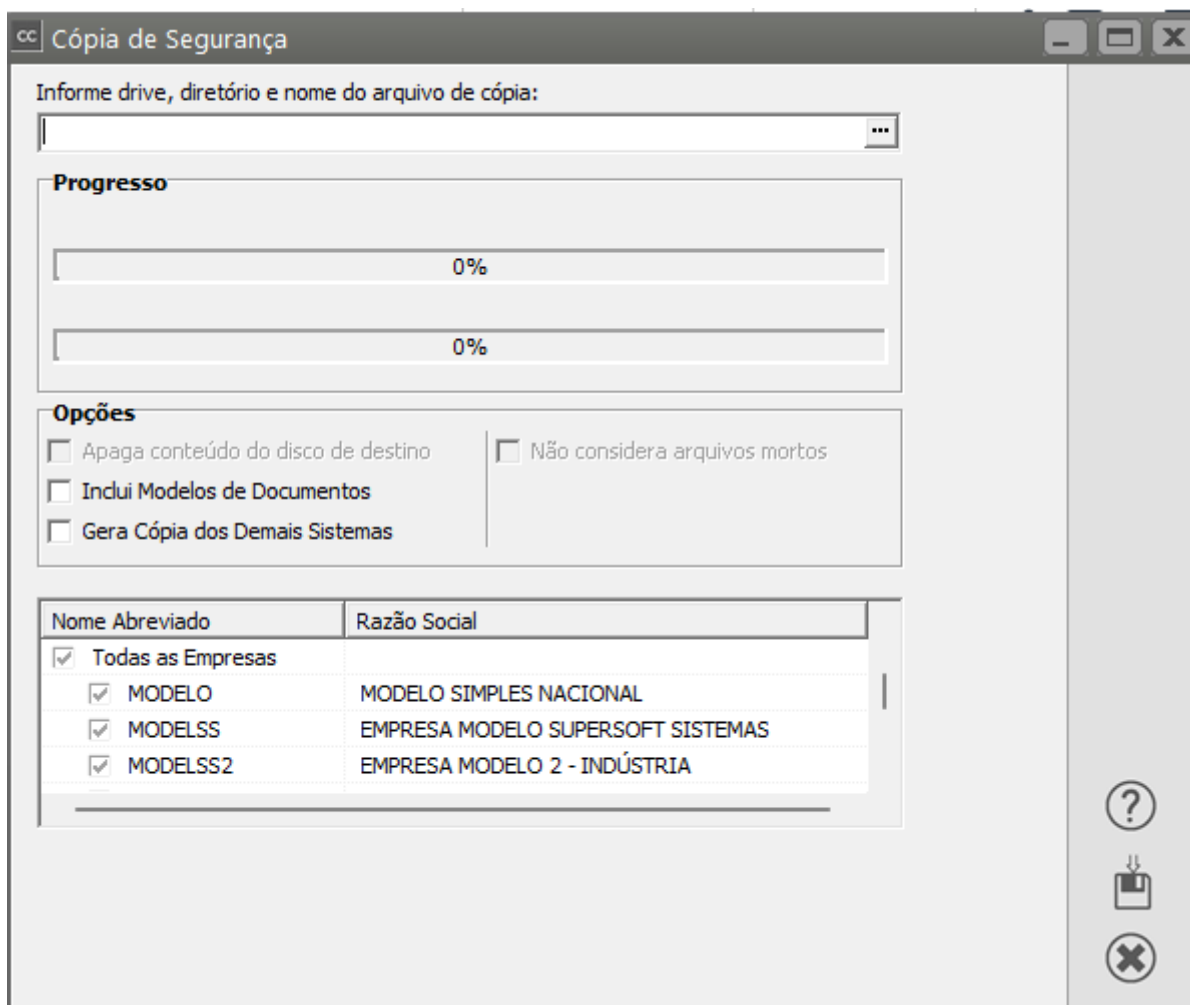 CC Cópia de Segurança
Informe drive, diretório e nome do arquivo de cópia:
...
Progresso
0%
0%
Opções
Apaga conteúdo do disco de destino
Não considera arquivos mortos
Inclui Modelos de Documentos
Gera Cópia dos Demais Sistemas
Nome Abreviado Razão Social
Todas as Empresas
MODELO MODELO SIMPLES NACIONAL
MODELSS EMPRESA MODELO SUPERSOFT SISTEMAS
MODELSS2 EMPRESA MODELO 2 - INDÚSTRIA
?